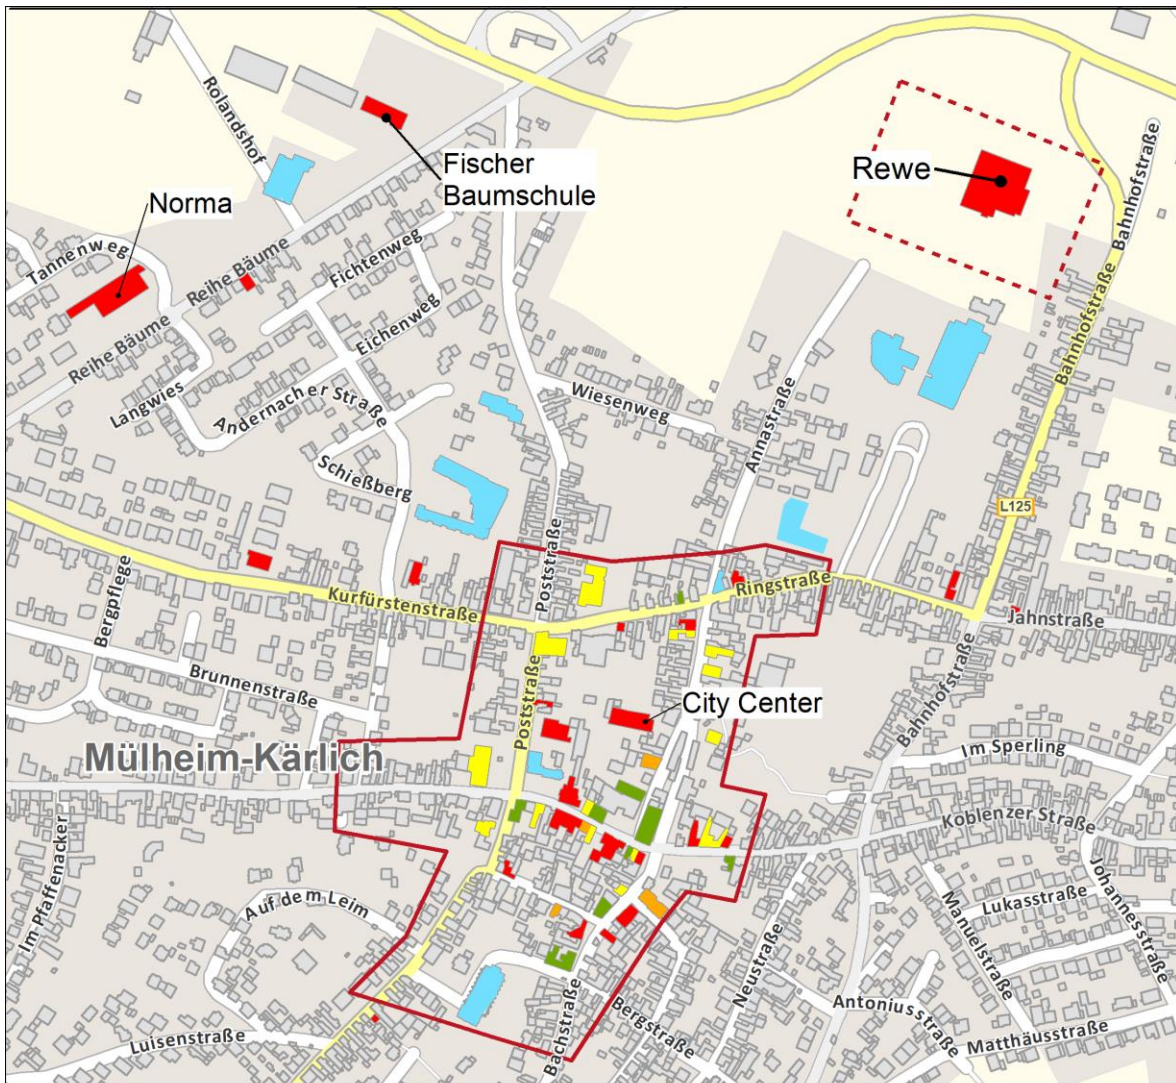 Rolandshof
Fischer
Baumschule
Rewe
Norma
Tannenweg
Reihe Bäume
Fichtenweg
Bahnhofstraße
Reihe Bäume
Eichenweg
Langwies
Andernacher Straße
Wiesenweg
Annastraße
Bahnhofstraße
Schießberg
L125
Poststraße
Bergpflege
Kurfürstenstraße
Ringstraße
Jahnstraße
Brunnenstraße
Poststraße
City Center
Bahnhofstraße
Mülheim-Kärlich
Im Sperling
Koblenzer Straße
Im Pfaffenacker
Auf dem Leim
Johannesstraße
Lukasstraße
Manuelstraße
Neustraße
Antoniusstraße
Bergstraße
Bachstraße
Luisenstraße
Matthäusstraße